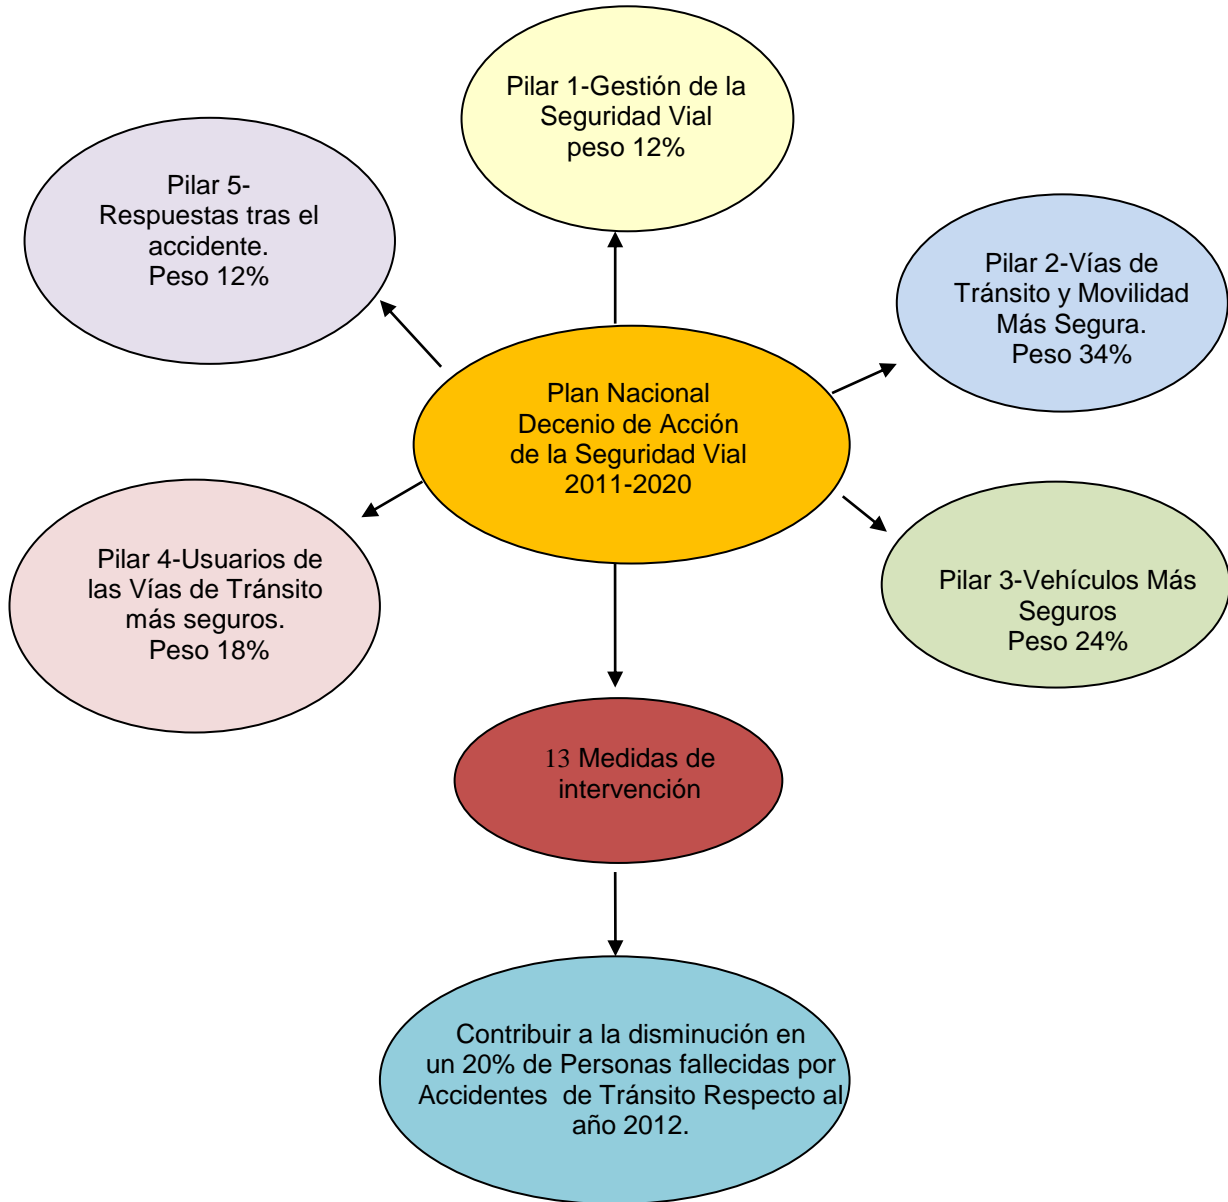 Pilar 1-Gestión de la
Seguridad Vial
peso 12%
Pilar 5-
Respuestas tras el
accidente.
Peso 12%
Pilar 2-Vías de
Tránsito y Movilidad
Más Segura.
Peso 34%
Plan Nacional
Decenio de Acción
de la Seguridad Vial
2011-2020
Pilar 4-Usuarios de
las Vías de Tránsito
más seguros.
Peso 18%
Pilar 3-Vehículos Más
Seguros
Peso 24%
13 Medidas de
intervención
Contribuir a la disminución en
un 20% de Personas fallecidas por
Accidentes de Tránsito Respecto al
año 2012.